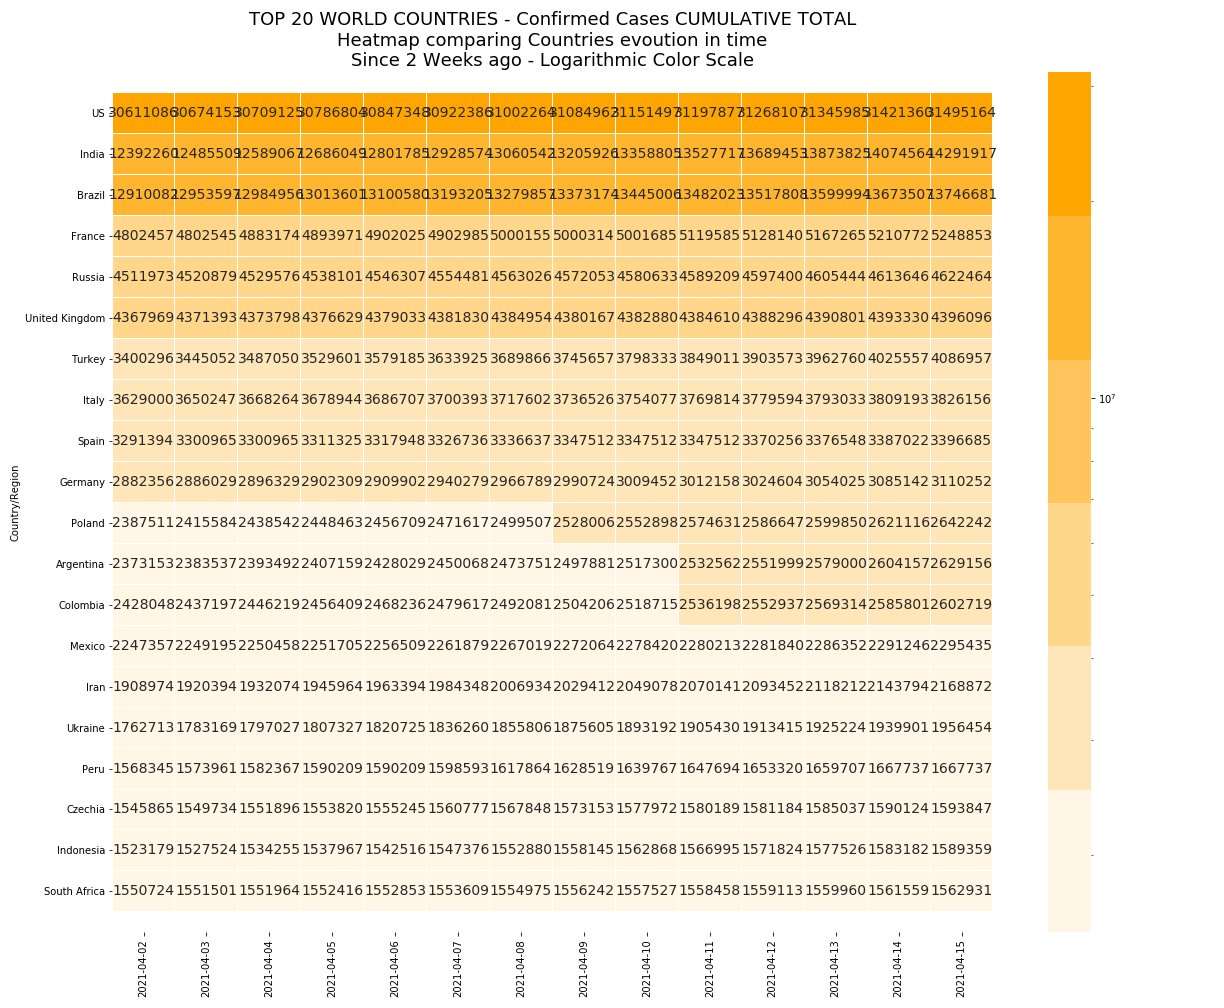 TOP 20 WORLD COUNTRIES - Confirmed Cases CUMULATIVE TOTAL
Heatmap comparing Countries evoution in time
Since 2 Weeks ago - Logarithmic Color Scale
US 30611086 30674153 30709125 30786804 30847348 30922386 31002264 31084962 31151497 31197877 31268107 31345985 31421360 31495164
India 12392260 12485509 12589067 12686049 12801785 12928574 13060542 13205926 13358805 13527717 13689453 13873825 14074564 14291917
Brazil 12910082 12953597 12984956 13013601 13100580 13193205 13279857 13373174 13445006 13482023 13517808 13599994 13673507 13746681
France 4802457 4802545 4883174 4893971 4902025 4902985 5000155 5000314 5001685 5119585 5128140 5167265 5210772 5248853
Russia 4511973 4520879 4529576 4538101 4546307 4554481 4563026 4572053 4580633 4589209 4597400 4605444 4613646 4622464
United Kingdom 4367969 4371393 4373798 4376629 4379033 4381830 4384954 4380167 4382880 4384610 4388296 4390801 4393330 4396096
Turkey 3400296 3445052 3487050 3529601 3579185 3633925 3689866 3745657 3798333 3849011 3903573 3962760 4025557 4086957
Italy 3629000 3650247 3668264 3678944 3686707 3700393 3717602 3736526 3754077 3769814 3779594 3793033 3809193 3826156
Spain 3291394 3300965 3300965 3311325 3317948 3326736 3336637 3347512 3347512 3347512 3370256 3376548 3387022 3396685
Germany 2882356 2886029 2896329 2902309 2909902 2940279 2966789 2990724 3009452 3012158 3024604 3054025 3085142 3110252
Poland 2387511 2415584 2438542 2448463 2456709 2471617 2499507 2528006 2552898 2574631 2586647 2599850 2621116 2642242
Argentina 2373153 2383537 2393492 2407159 2428029 2450068 2473751 2497881 2517300 2532562 2551999 2579000 2604157 2629156
Colombia 2428048 2437197 2446219 2456409 2468236 2479617 2492081 2504206 2518715 2536198 2552937 2569314 2585801 2602719
Mexico 2247357 2249195 2250458 2251705 2256509 2261879 2267019 2272064 2278420 2280213 2281840 2286352 2291246 2295435
Iran 1908974 1920394 1932074 1945964 1963394 1984348 2006934 2029412 2049078 2070141 2093452 2118212 2143794 2168872
Ukraine 1762713 1783169 1797027 1807327 1820725 1836260 1855806 1875605 1893192 1905430 1913415 1925224 1939901 1956454
Peru 1568345 1573961 1582367 1590209 1590209 1598593 1617864 1628519 1639767 1647694 1653320 1659707 1667737 1667737
Czechia 1545865 1549734 1551896 1553820 1555245 1560777 1567848 1573153 1577972 1580189 1581184 1585037 1590124 1593847
Indonesia 1523179 1527524 1534255 1537967 1542516 1547376 1552880 1558145 1562868 1566995 1571824 1577526 1583182 1589359
South Africa 1550724 1551501 1551964 1552416 1552853 1553609 1554975 1556242 1557527 1558458 1559113 1559960 1561559 1562931
2021-04-02 2021-04-03 2021-04-04 2021-04-05 2021-04-06 2021-04-07 2021-04-08 2021-04-09 2021-04-10 2021-04-11 2021-04-12 2021-04-13 2021-04-14 2021-04-15
Country/Region
10⁷